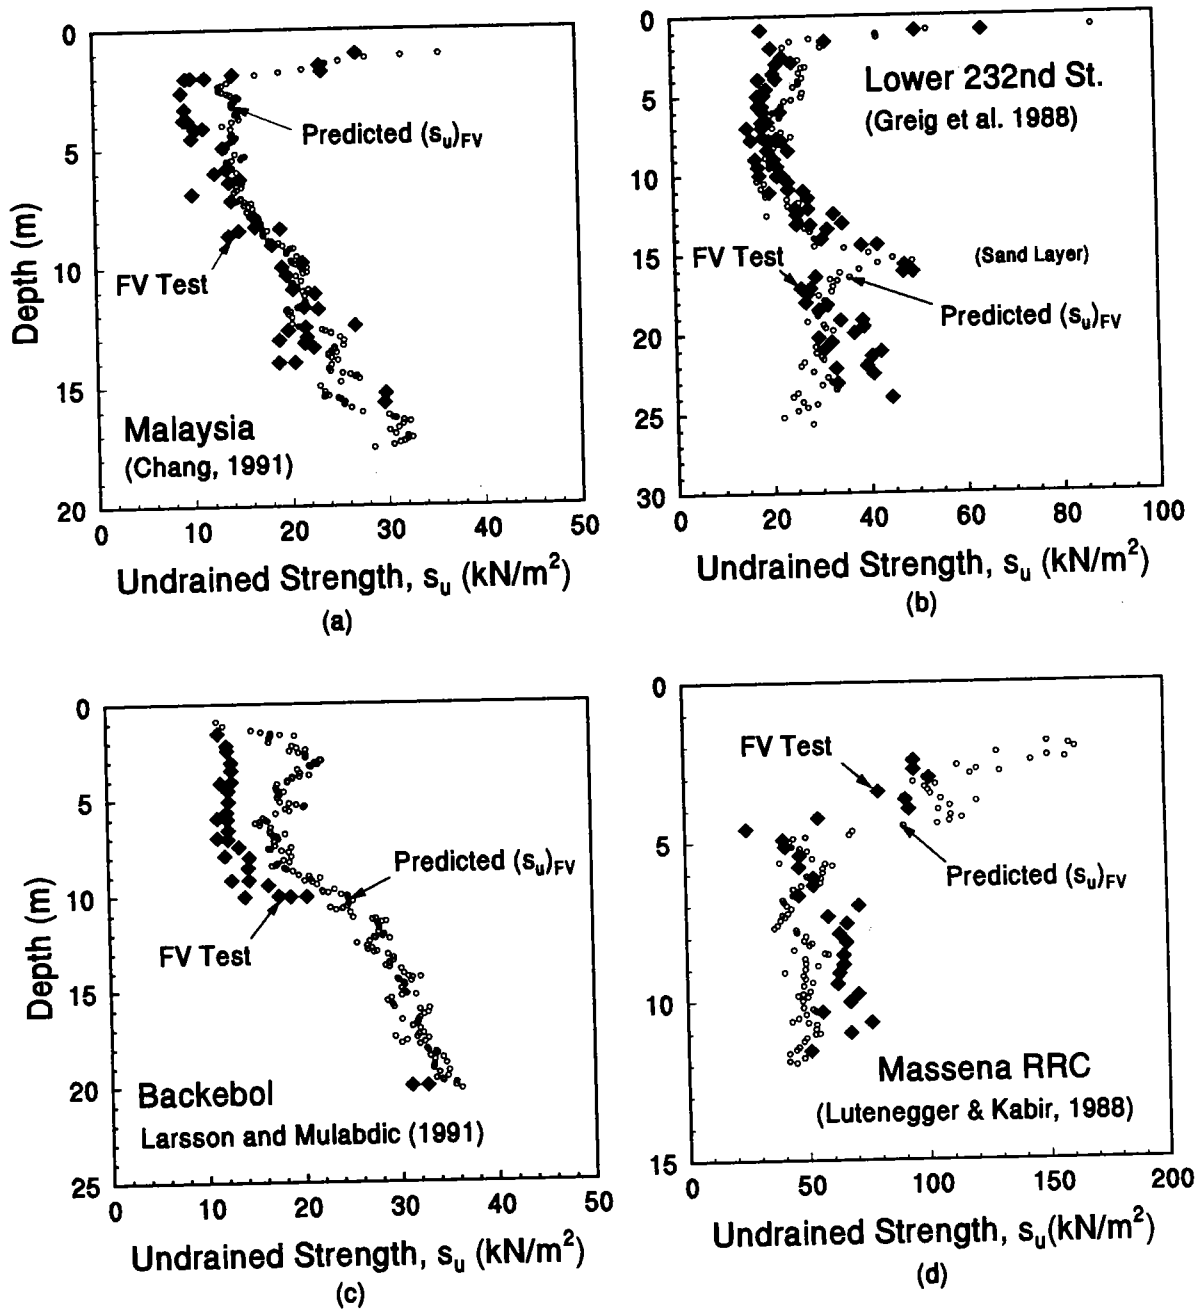 0
5
10
15
20
Depth (m)
Predicted (su)FV
FV Test
Malaysia
(Chang, 1991)
0 10 20 30 40 50
Undrained Strength, su (kN/m2)
(a)
0
5
10
15
20
25
30
Lower 232nd St.
(Greig et al. 1988)
FV Test
(Sand Layer)
Predicted (su)FV
0 20 40 60 80 100
Undrained Strength, su (kN/m2)
(b)
0
5
10
15
20
25
Depth (m)
Predicted (su)FV
FV Test
Backebol
Larsson and Mulabdic (1991)
0 10 20 30 40 50
Undrained Strength, su (kN/m2)
(c)
0
5
10
15
FV Test
Predicted (su)FV
Massena RRC
(Lutenegger & Kabir, 1988)
0 50 100 150 200
Undrained Strength, su(kN/m2)
(d)